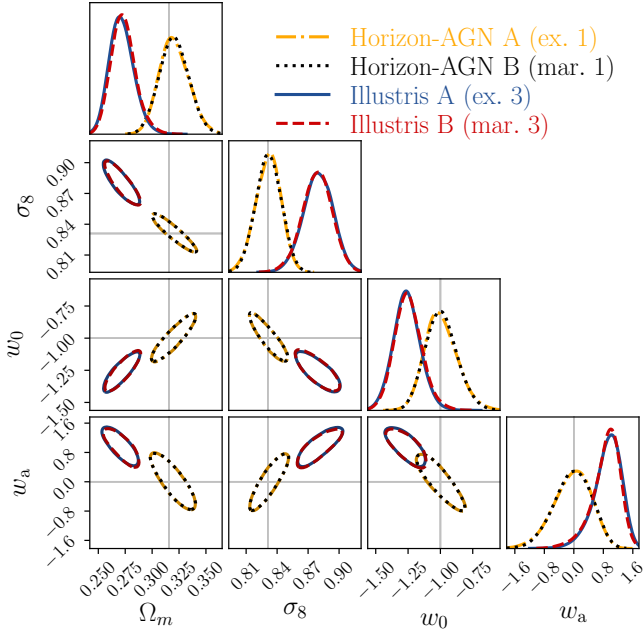 Horizon-AGN A (ex. 1)
Horizon-AGN B (mar. 1)
Illustris A (ex. 3)
Illustris B (mar. 3)
σ₈
0.90
0.87
0.84
0.81
w₀
−0.75
−1.00
−1.25
−1.50
wₐ
1.6
0.8
0.0
−0.8
−1.6
0.250 0.275 0.300 0.325 0.350
0.81 0.84 0.87 0.90
−1.50 −1.25 −1.00 −0.75
−1.6 −0.8 0.0 0.8 1.6
Ωₘ σ₈ w₀ wₐ